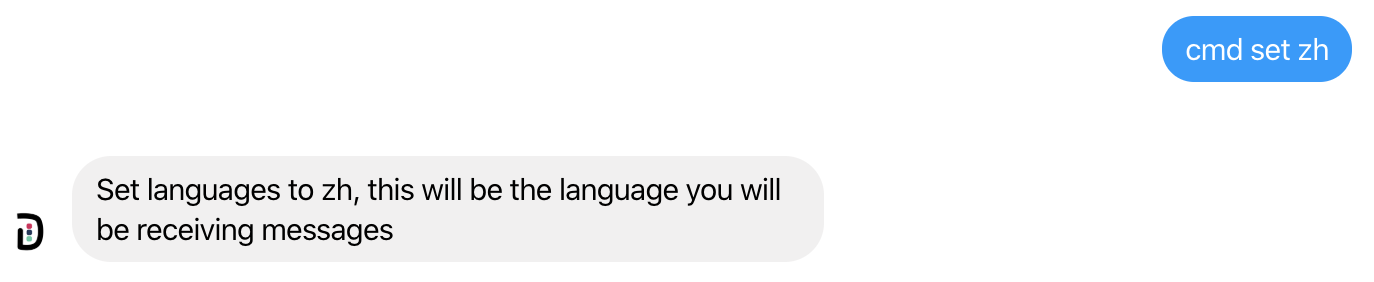 cmd set zh
Set languages to zh, this will be the language you will
be receiving messages